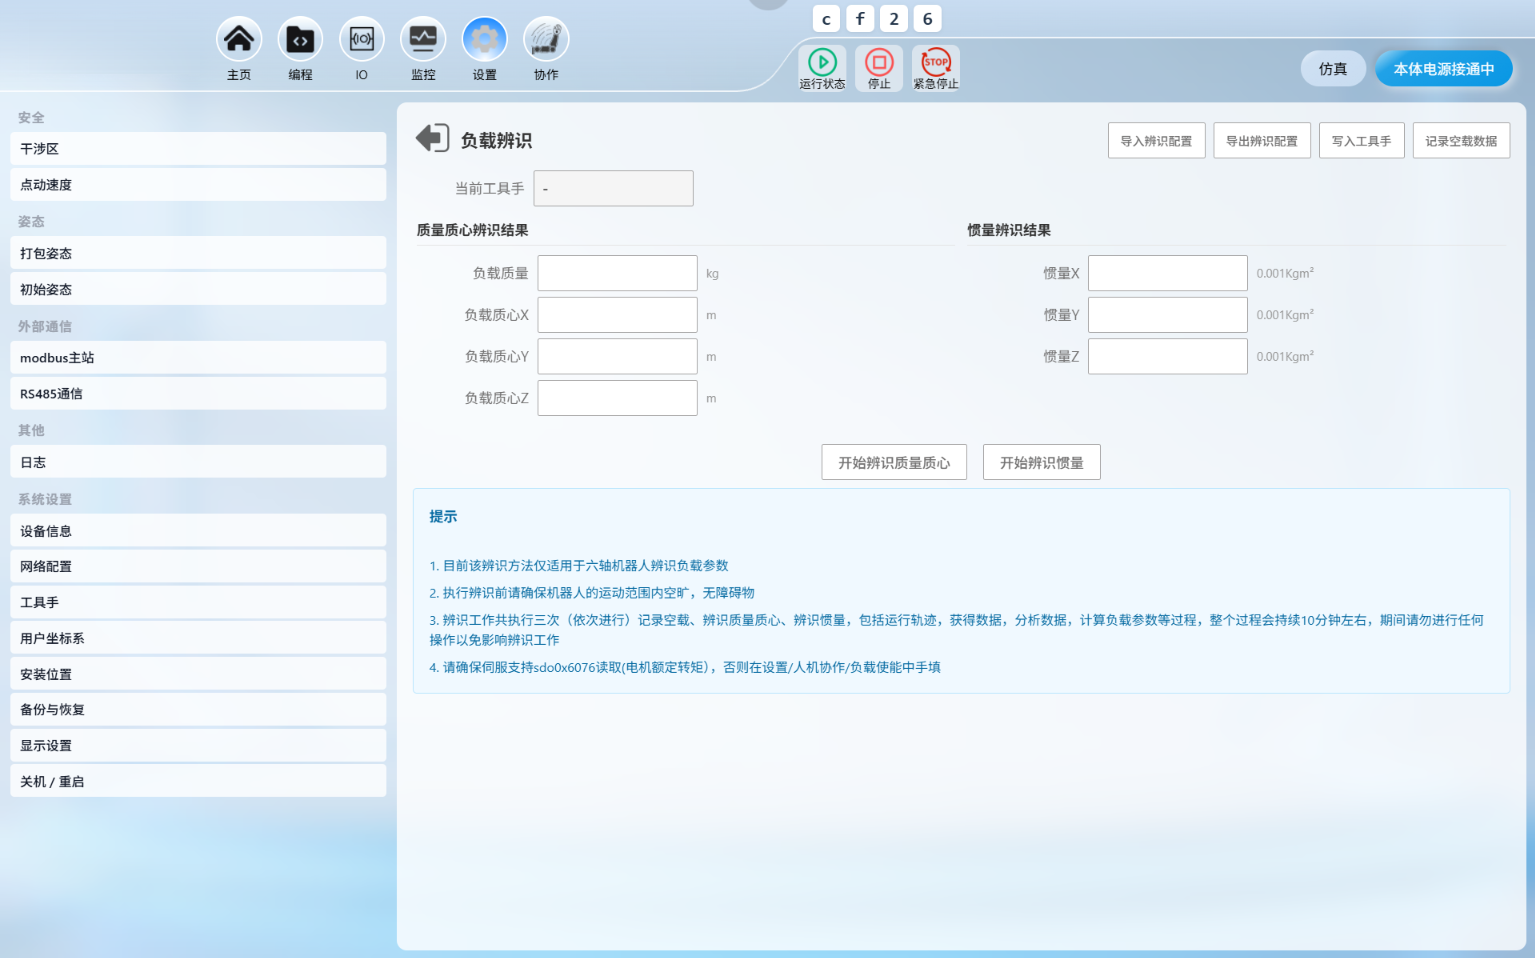 c f 2 6
主页 编程 IO 监控 设置 协作
STOP
运行状态 停止 紧急停止
仿真 本体电源接通中
安全
干涉区
点动速度
姿态
打包姿态
初始姿态
外部通信
modbus主站
RS485通信
其他
日志
系统设置
设备信息
网络配置
工具手
用户坐标系
安装位置
备份与恢复
显示设置
关机 / 重启
负载辨识
导入辨识配置 导出辨识配置 写入工具手 记录空载数据
当前工具手 -
质量质心辨识结果
负载质量 kg
负载质心X m
负载质心Y m
负载质心Z m
惯量辨识结果
惯量X 0.001Kgm²
惯量Y 0.001Kgm²
惯量Z 0.001Kgm²
开始辨识质量质心 开始辨识惯量
提示
1. 目前该辨识方法仅适用于六轴机器人辨识负载参数
2. 执行辨识前请确保机器人的运动范围内空旷，无障碍物
3. 辨识工作共执行三次（依次进行）记录空载、辨识质量质心、辨识惯量，包括运行轨迹，获得数据，分析数据，计算负载参数等过程，整个过程会持续10分钟左右，期间请勿进行任何
操作以免影响辨识工作
4. 请确保伺服支持sdo0x6076读取(电机额定转矩)，否则在设置/人机协作/负载使能中手填